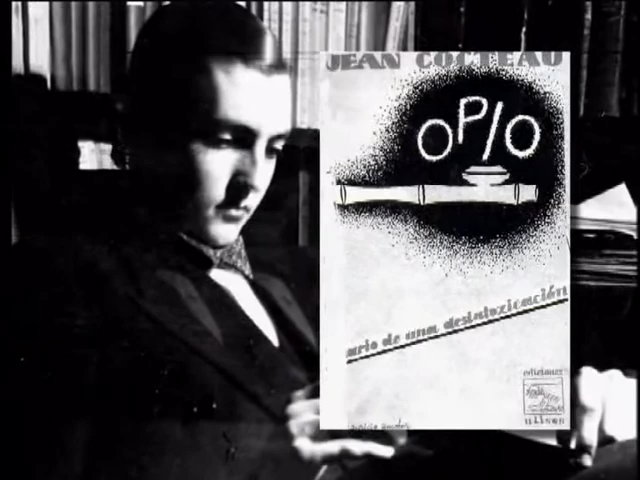 JEAN COCTEAU
OPIO
ario de una desintoxicación
ediciones
ulises